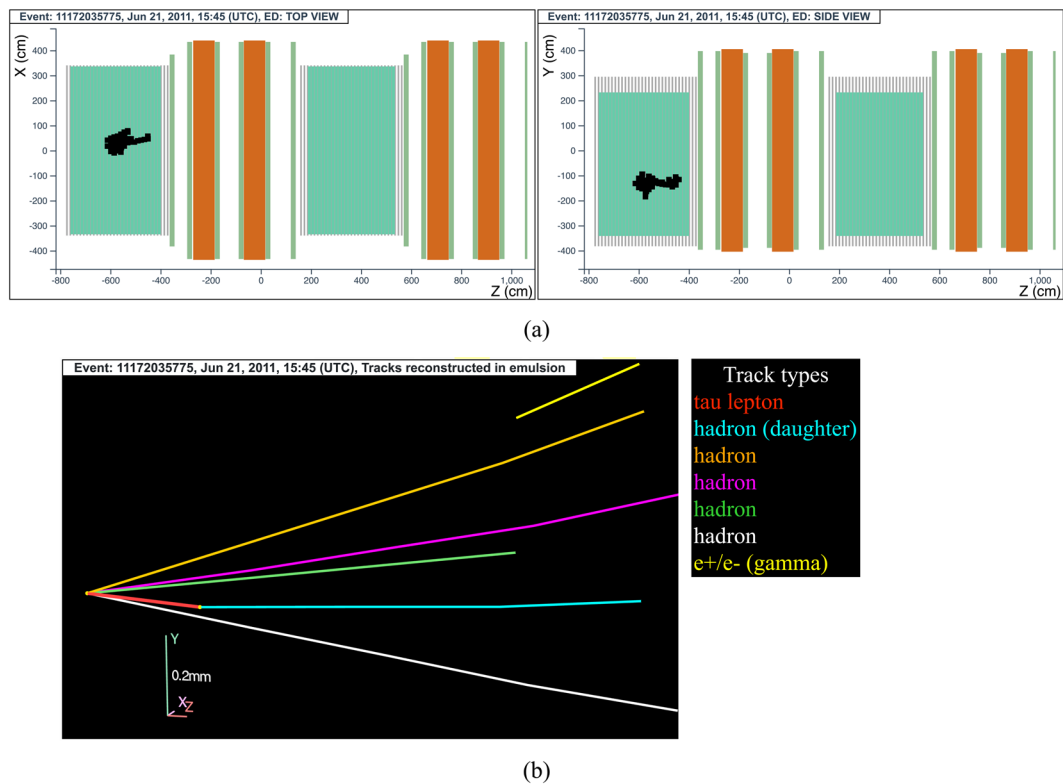 Event: 11172035775, Jun 21, 2011, 15:45 (UTC), ED: TOP VIEW
X (cm)
400
300
200
100
0
-100
-200
-300
-400
-800
-600
-400
-200
0
200
400
600
800
1,000
Z (cm)
Event: 11172035775, Jun 21, 2011, 15:45 (UTC), ED: SIDE VIEW
Y (cm)
400
300
200
100
0
-100
-200
-300
-400
-800
-600
-400
-200
0
200
400
600
800
1,000
Z (cm)
(a)
Event: 11172035775, Jun 21, 2011, 15:45 (UTC), Tracks reconstructed in emulsion
Y
0.2mm
X
Z
Track types
tau lepton
hadron (daughter)
hadron
hadron
hadron
hadron
e+/e- (gamma)
(b)